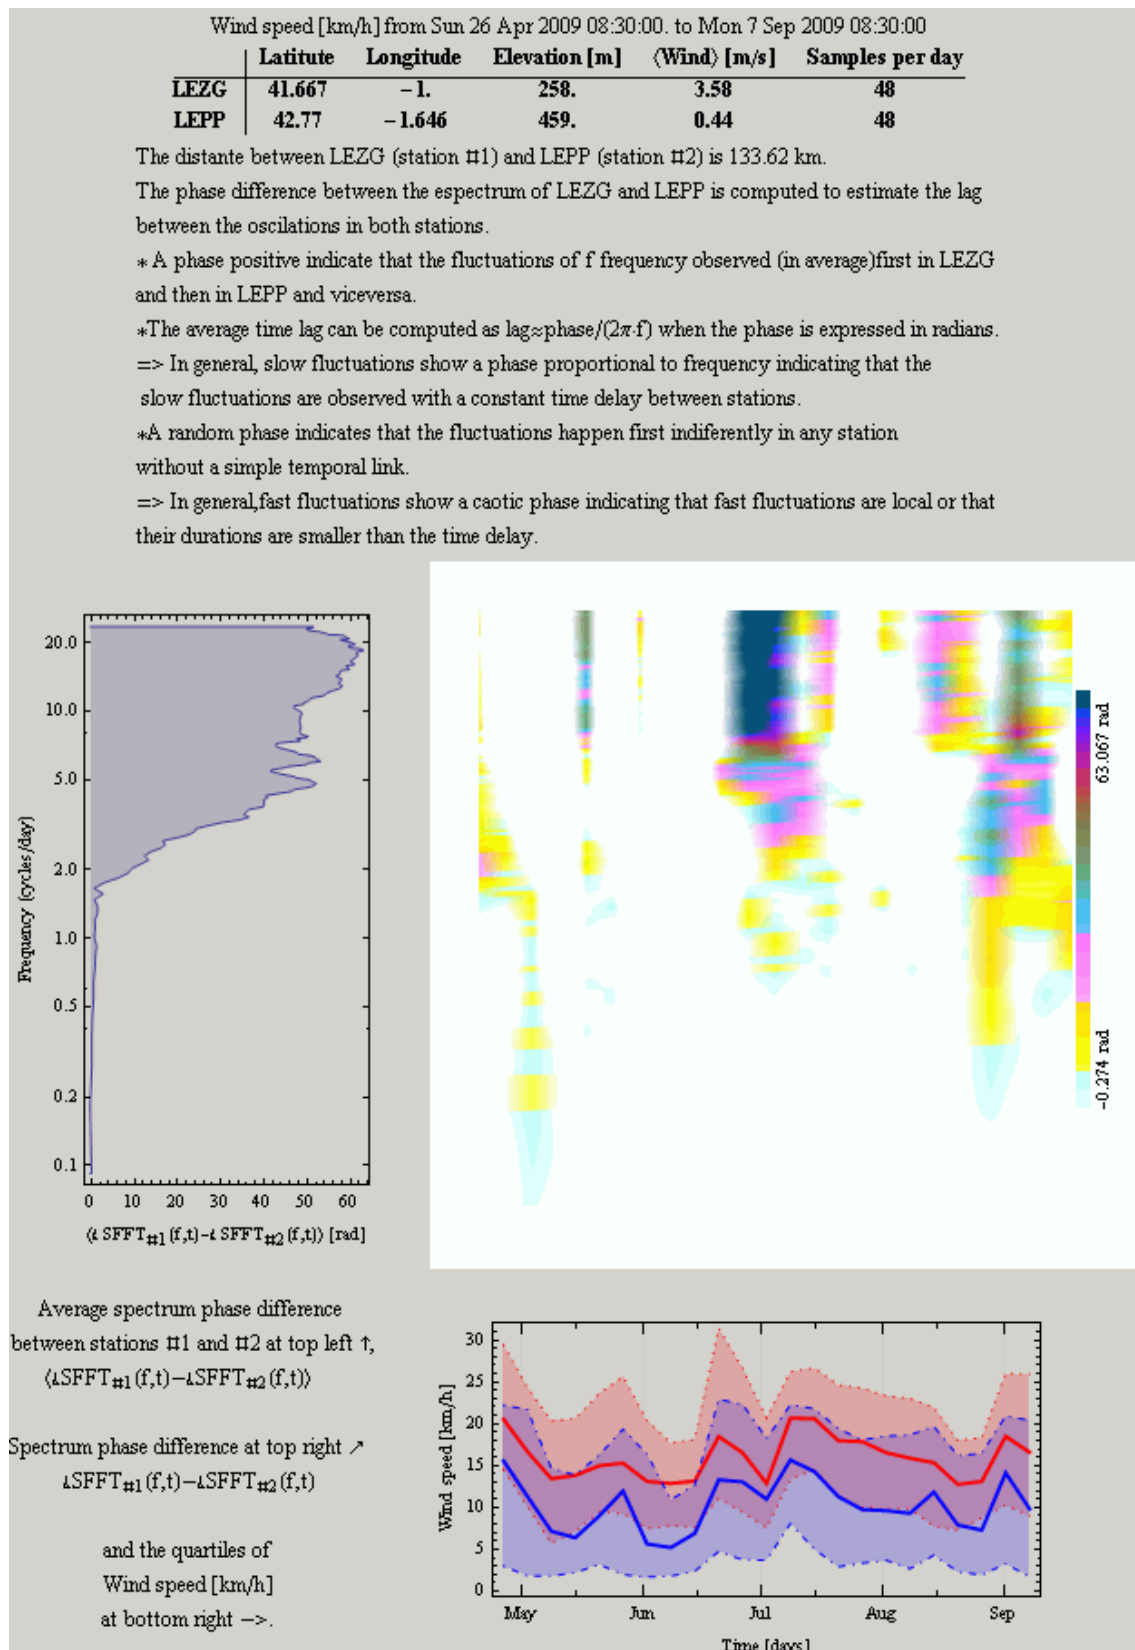 Wind speed [km/h] from Sun 26 Apr 2009 08:30:00. to Mon 7 Sep 2009 08:30:00
Latitute Longitude Elevation [m] ⟨Wind⟩ [m/s] Samples per day
LEZG 41.667 −1. 258. 3.58 48
LEPP 42.77 −1.646 459. 0.44 48
The distante between LEZG (station #1) and LEPP (station #2) is 133.62 km.
The phase difference between the espectrum of LEZG and LEPP is computed to estimate the lag
between the oscilations in both stations.
* A phase positive indicate that the fluctuations of f frequency observed (in average)first in LEZG
and then in LEPP and viceversa.
*The average time lag can be computed as lag≈phase/(2π·f) when the phase is expressed in radians.
=> In general, slow fluctuations show a phase proportional to frequency indicating that the
slow fluctuations are observed with a constant time delay between stations.
*A random phase indicates that the fluctuations happen first indiferently in any station
without a simple temporal link.
=> In general,fast fluctuations show a caotic phase indicating that fast fluctuations are local or that
their durations are smaller than the time delay.
20.0
10.0
5.0
2.0
1.0
0.5
0.2
0.1
Frequency (cycles/day)
0 10 20 30 40 50 60
⟨∠ SFFT#1(f,t)−∠ SFFT#2(f,t)⟩ [rad]
63.067 rad
−0.274 rad
Average spectrum phase difference
between stations #1 and #2 at top left ↑,
⟨∠SFFT#1(f,t)−∠SFFT#2(f,t)⟩
Spectrum phase difference at top right ↗
∠SFFT#1(f,t)−∠SFFT#2(f,t)
and the quartiles of
Wind speed [km/h]
at bottom right −>.
30
25
20
15
10
5
0
Wind speed [km/h]
May Jun Jul Aug Sep
Time [days]